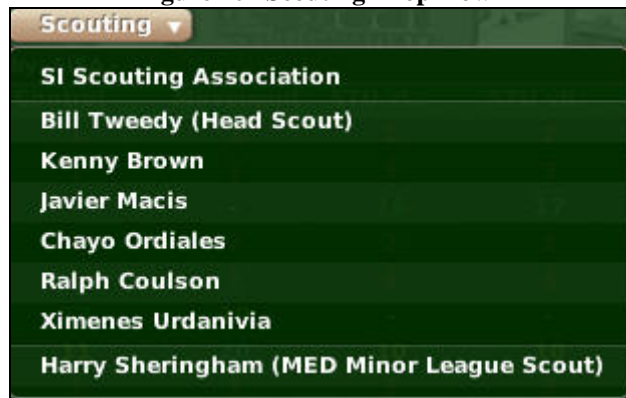 Scouting
SI Scouting Association
Bill Tweedy (Head Scout)
Kenny Brown
Javier Macis
Chayo Ordiales
Ralph Coulson
Ximenes Urdanivia
Harry Sheringham (MED Minor League Scout)